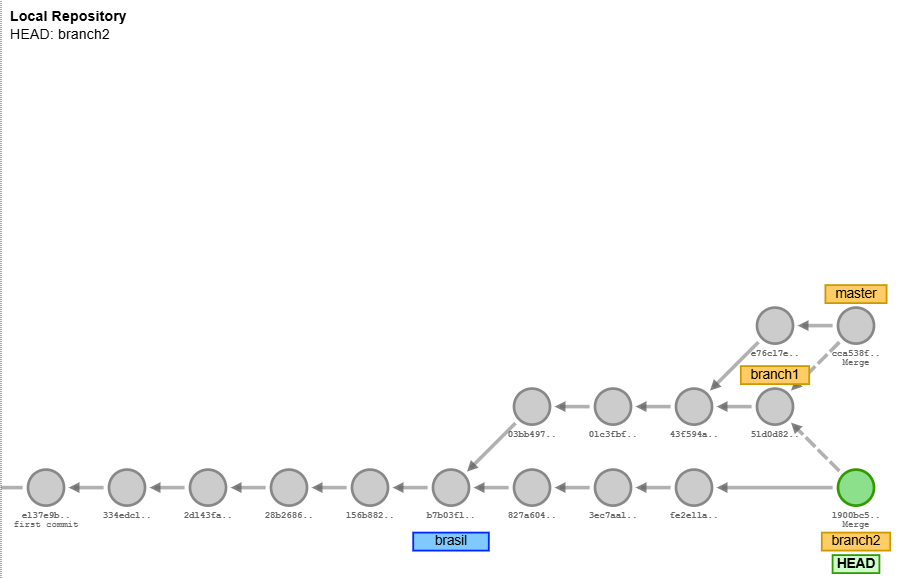 Local Repository
HEAD: branch2
master
e76c17e..
cca538f..
Merge
branch1
03bb497..
01c3fbf..
43f594a..
51d0d82..
e137e9b..
first commit
334edc1..
2d143fa..
28b2686..
156b882..
b7b03f1..
827a604..
3ec7aa1..
fe2e11a..
1900bc5..
Merge
brasil
branch2
HEAD